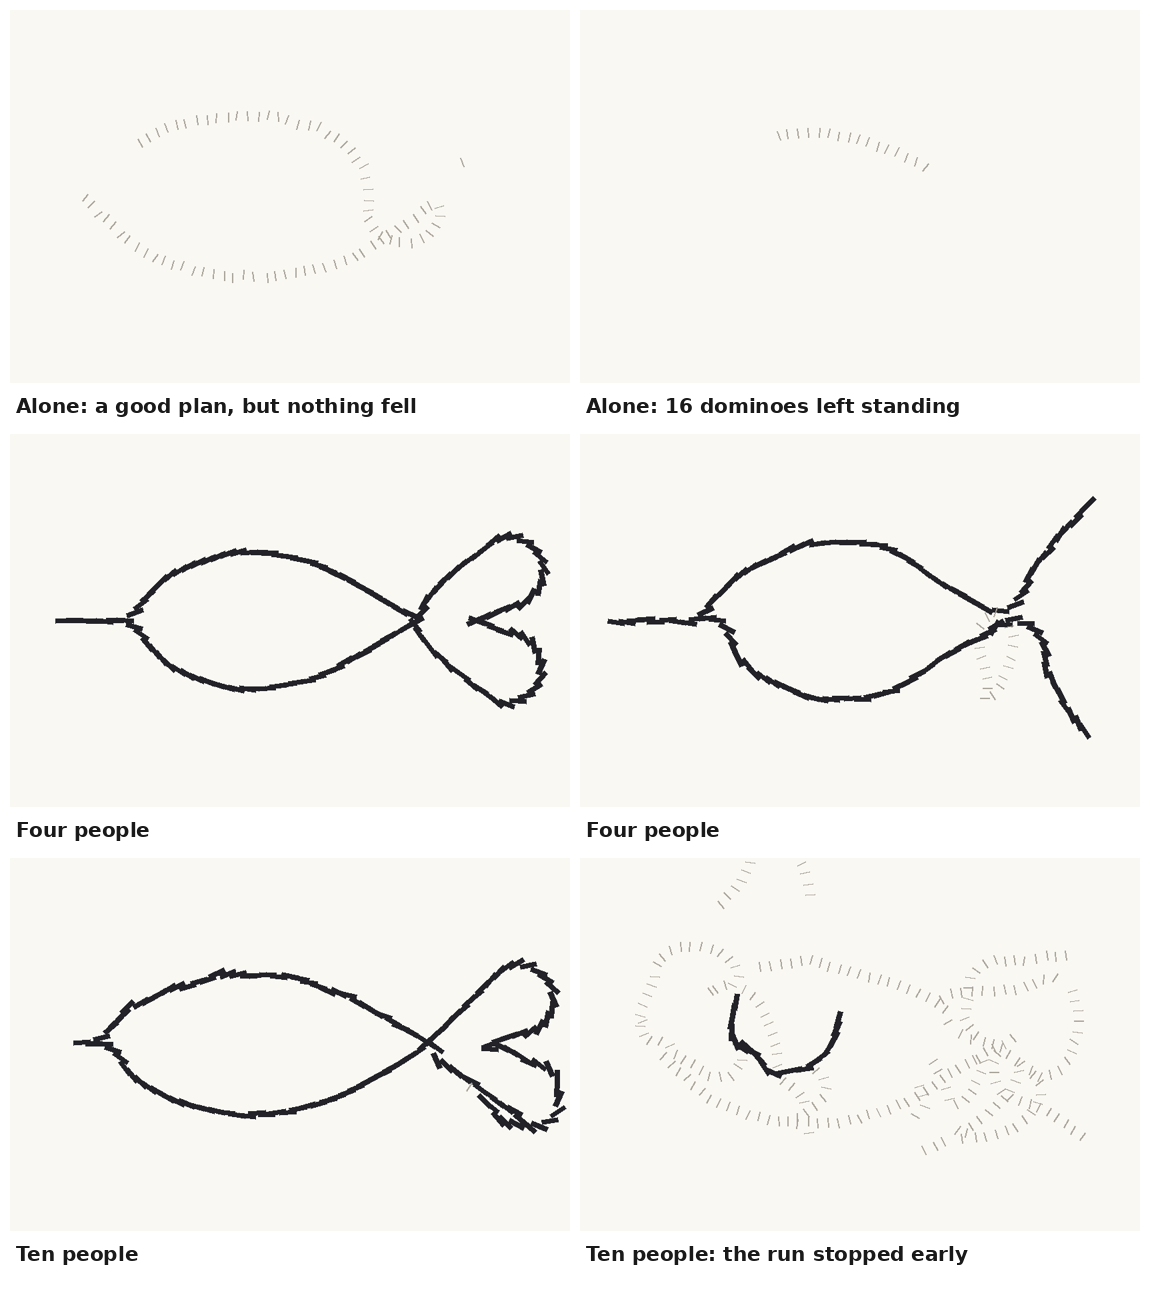 Alone: a good plan, but nothing fell
Alone: 16 dominoes left standing
Four people
Four people
Ten people
Ten people: the run stopped early